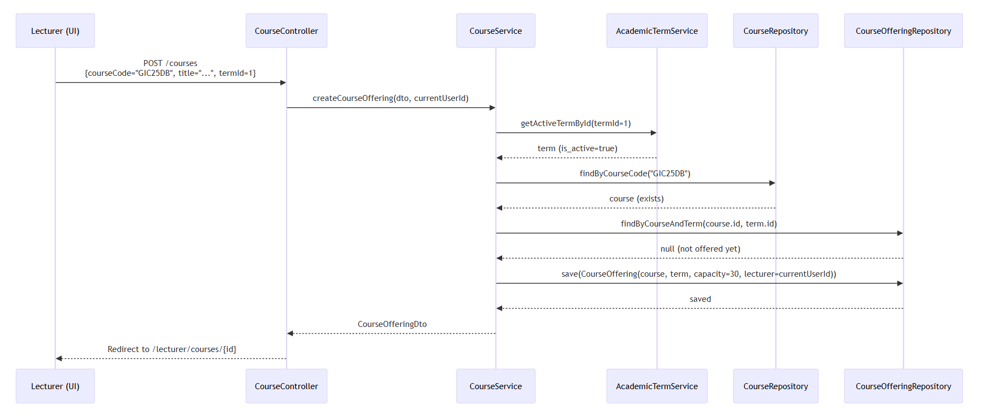 Lecturer (UI)
CourseController
CourseService
AcademicTermService
CourseRepository
CourseOfferingRepository
POST /courses
{courseCode="GIC25DB", title="...", termId=1}
createCourseOffering(dto, currentUserId)
getActiveTermById(termId=1)
term (is_active=true)
findByCourseCode("GIC25DB")
course (exists)
findByCourseAndTerm(course.id, term.id)
null (not offered yet)
save(CourseOffering(course, term, capacity=30, lecturer=currentUserId))
saved
CourseOfferingDto
Redirect to /lecturer/courses/{id}
Lecturer (UI)
CourseController
CourseService
AcademicTermService
CourseRepository
CourseOfferingRepository